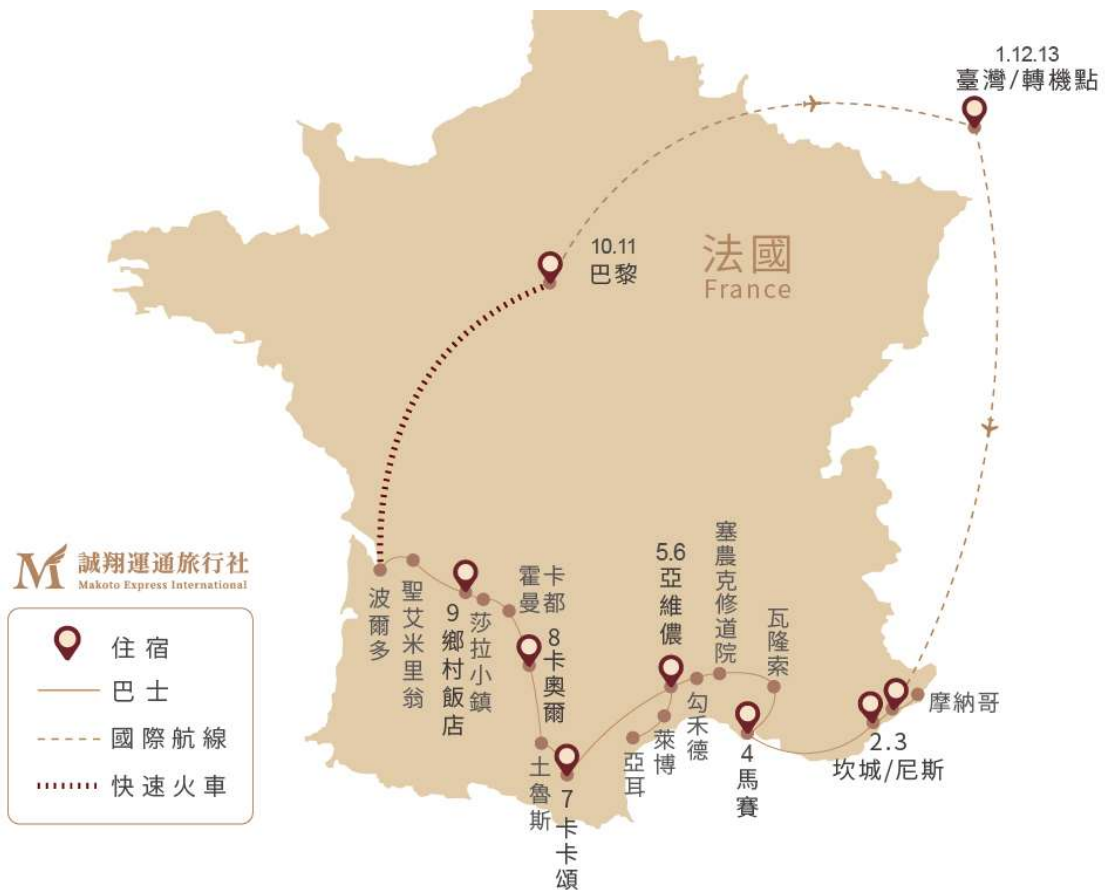 1.12.13
臺灣/轉機點
10.11
巴黎
法國
France
誠翔運通旅行社
Makoto Express International
住宿
巴士
國際航線
快速火車
波爾多
聖艾米里翁
9鄉村飯店
莎拉小鎮
霍曼
卡都
8卡奧爾
土魯斯
7卡卡頌
亞耳
萊博
5.6亞維儂
勾禾德
塞農克修道院
瓦隆索
4馬賽
2.3
坎城/尼斯
摩納哥